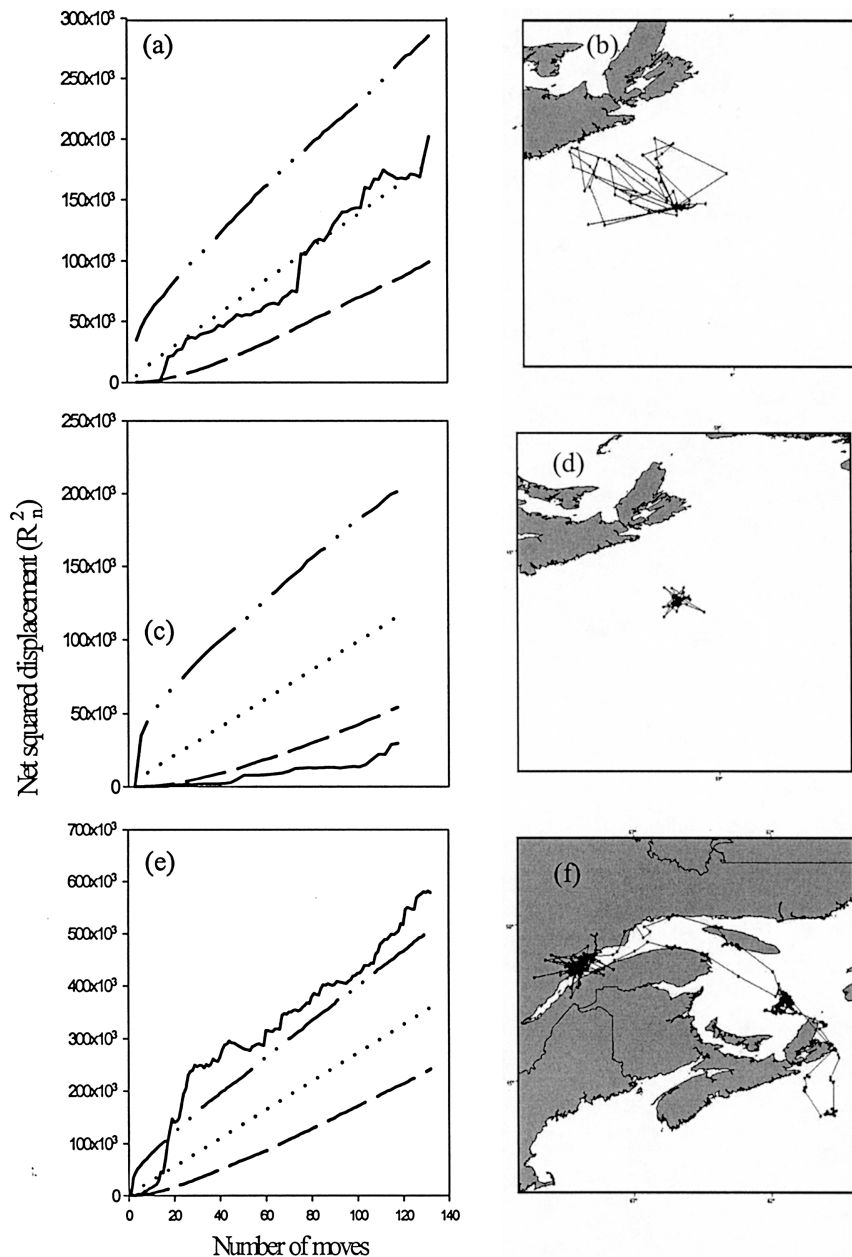 300x10³
250x10³
200x10³
150x10³
100x10³
50x10³
0
(a)
(b)
250x10³
200x10³
150x10³
100x10³
50x10³
0
(c)
(d)
Net squared displacement (R²n)
700x10³
600x10³
500x10³
400x10³
300x10³
200x10³
100x10³
0
(e)
(f)
0 20 40 60 80 100 120 140
Number of moves